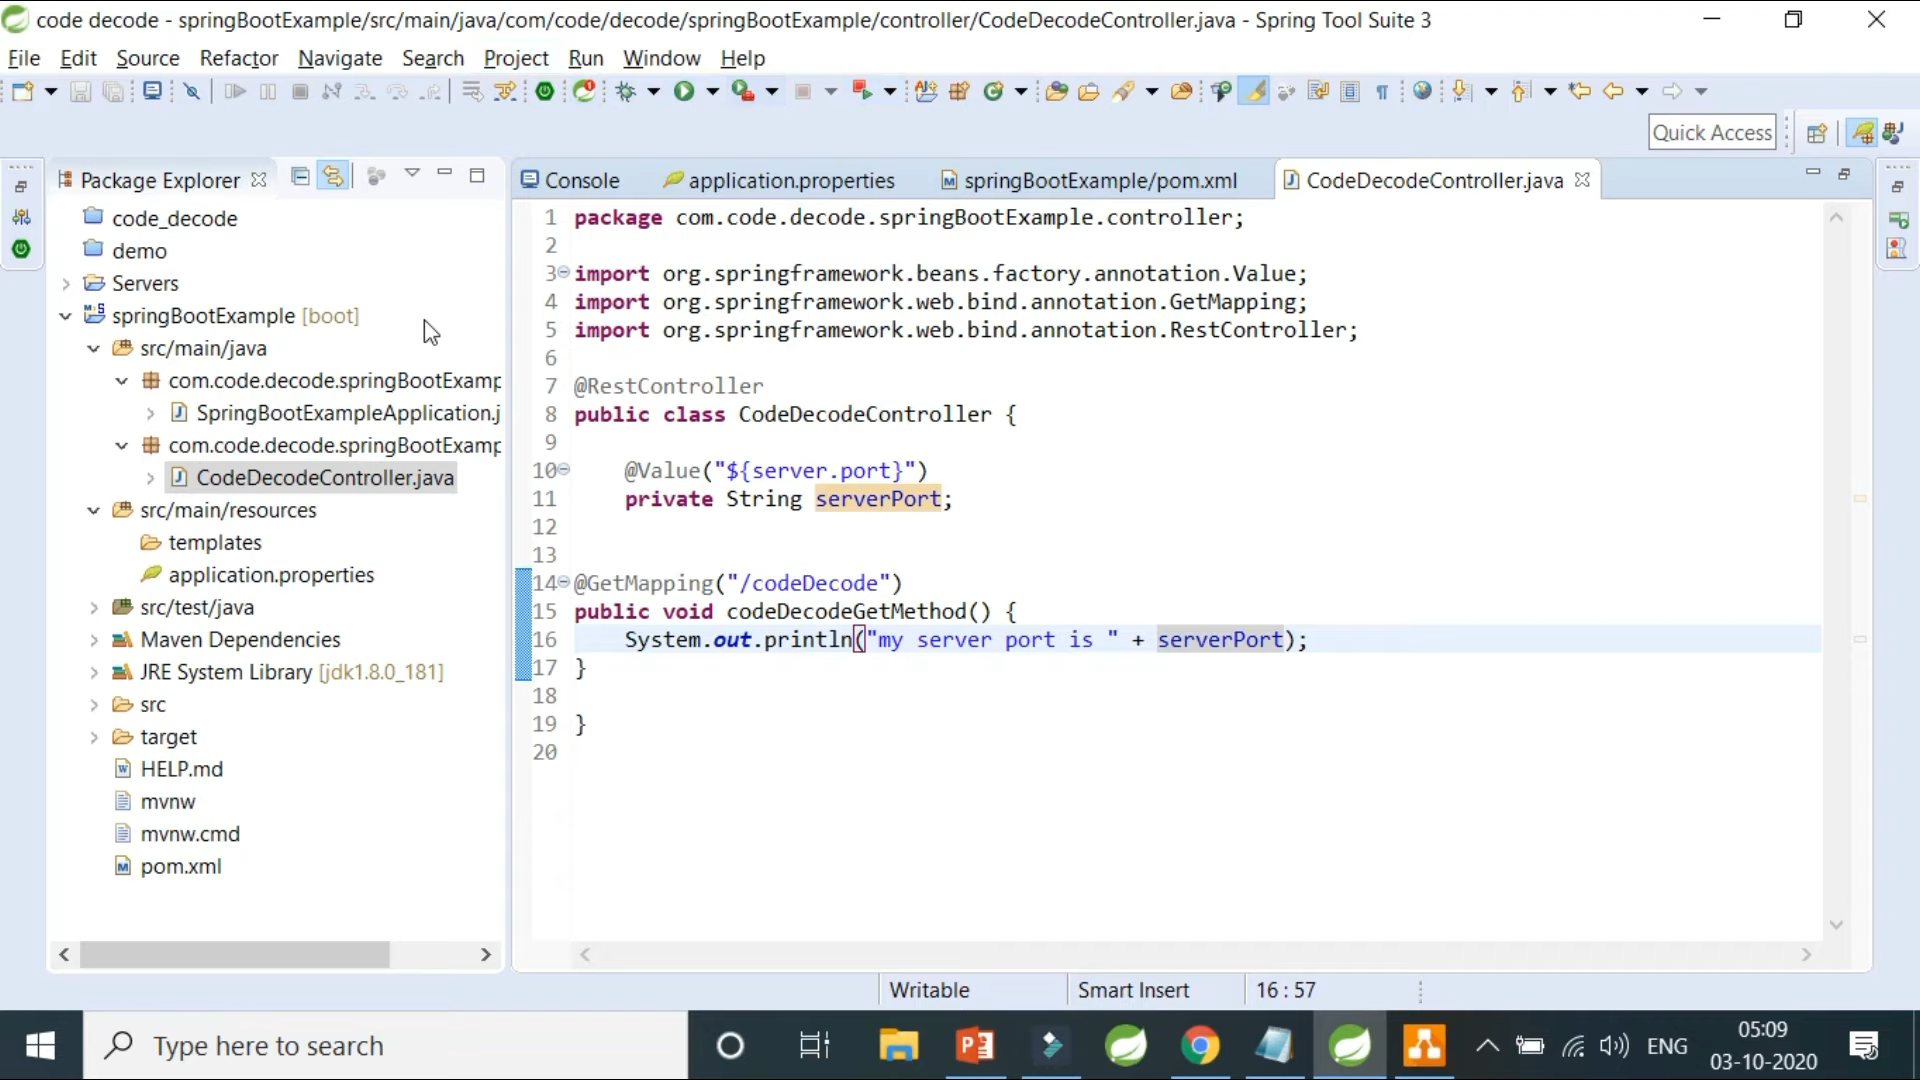 code decode - springBootExample/src/main/java/com/code/decode/springBootExample/controller/CodeDecodeController.java - Spring Tool Suite 3
File Edit Source Refactor Navigate Search Project Run Window Help
Quick Access
Package Explorer
Console
application.properties
springBootExample/pom.xml
CodeDecodeController.java
code_decode
demo
Servers
springBootExample [boot]
src/main/java
com.code.decode.springBootExamp
SpringBootExampleApplication.j
com.code.decode.springBootExamp
CodeDecodeController.java
src/main/resources
templates
application.properties
src/test/java
Maven Dependencies
JRE System Library [jdk1.8.0_181]
src
target
HELP.md
mvnw
mvnw.cmd
pom.xml
1 package com.code.decode.springBootExample.controller;
2
3 import org.springframework.beans.factory.annotation.Value;
4 import org.springframework.web.bind.annotation.GetMapping;
5 import org.springframework.web.bind.annotation.RestController;
6
7 @RestController
8 public class CodeDecodeController {
9
10 @Value("${server.port}")
11 private String serverPort;
12
13
14 @GetMapping("/codeDecode")
15 public void codeDecodeGetMethod() {
16 System.out.println("my server port is " + serverPort);
17 }
18
19 }
20
Writable
Smart Insert
16 : 57
Type here to search
ENG
05:09
03-10-2020